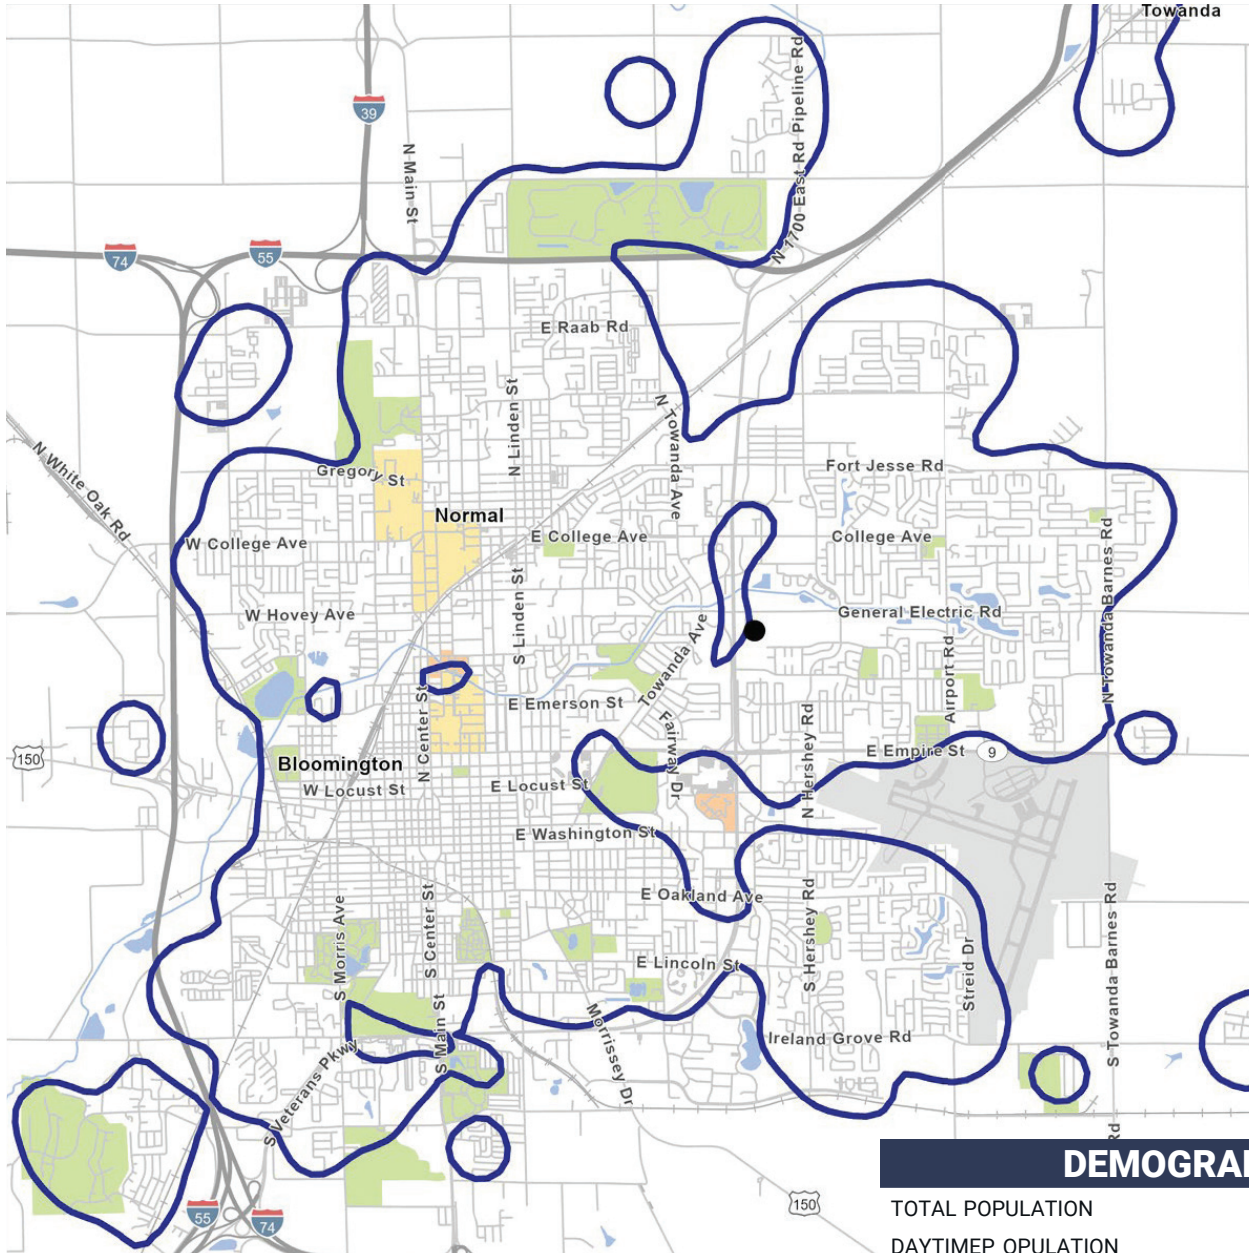 Towanda
N 1700 East Rd Pipeline Rd
39
N Main St
74
55
E Raab Rd
N Linden St
N Towanda Ave
N White Oak Rd
Gregory St
Fort Jesse Rd
Normal
W College Ave
E College Ave
College Ave
N Towanda Barnes Rd
W Hovey Ave
S Linden St
General Electric Rd
Towanda Ave
Airport Rd
N Center St
E Emerson St
Fairway Dr
N Hershey Rd
E Empire St
9
150
Bloomington
W Locust St
E Locust St
E Washington St
E Oakland Ave
S Morris Ave
S Center St
E Lincoln St
S Hershey Rd
Streid Dr
S Towanda Barnes Rd
S Main St
Morrissey Dr
Ireland Grove Rd
S Veterans Pkwy
Rd
55
74
150
DEMOGRA
TOTAL POPULATION
DAYTIMEP OPULATION